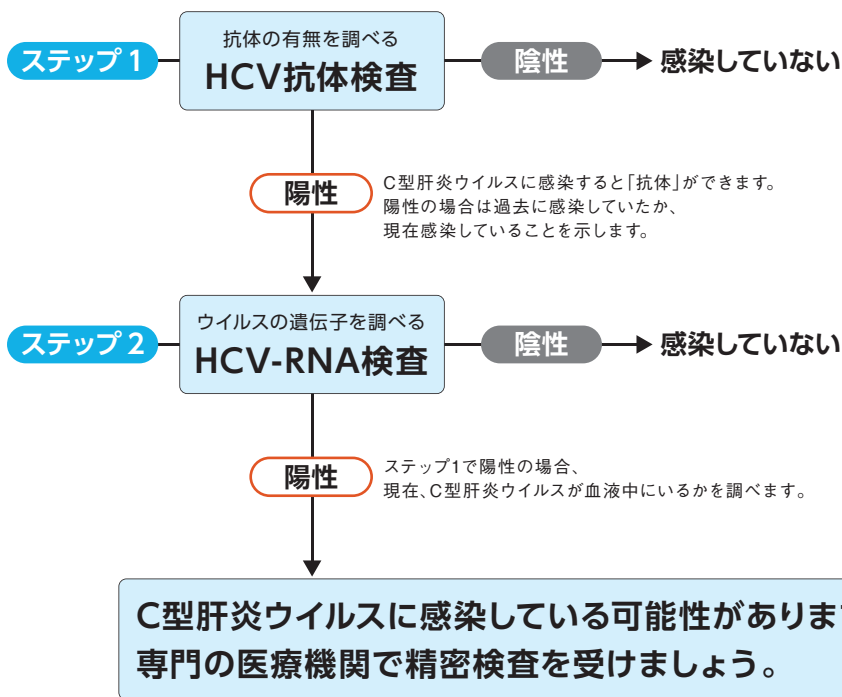 ステップ1
抗体の有無を調べる
HCV抗体検査
陰性
感染していない
陽性
C型肝炎ウイルスに感染すると「抗体」ができます。
陽性の場合は過去に感染していたか、
現在感染していることを示します。
ステップ2
ウイルスの遺伝子を調べる
HCV-RNA検査
陰性
感染していない
陽性
ステップ1で陽性の場合、
現在、C型肝炎ウイルスが血液中にいるかを調べます。
C型肝炎ウイルスに感染している可能性がありま
専門の医療機関で精密検査を受けましょう。